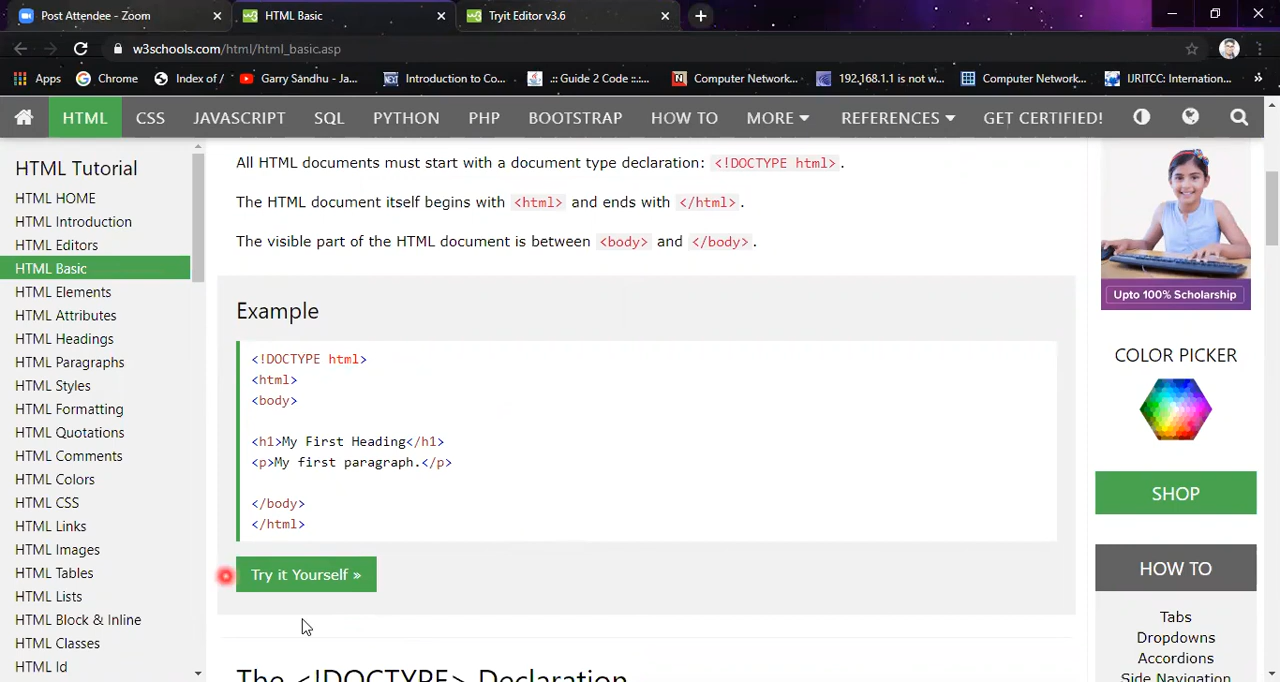 Post Attendee - Zoom
HTML Basic
Tryit Editor v3.6
w3schools.com/html/html_basic.asp
Apps
Chrome
Index of /
Garry Sandhu - Ja...
Introduction to Co...
.:: Guide 2 Code ::...
Computer Network...
192.168.1.1 is not w...
Computer Network...
IJRITCC: Internation...
HTML
CSS
JAVASCRIPT
SQL
PYTHON
PHP
BOOTSTRAP
HOW TO
MORE
REFERENCES
GET CERTIFIED!
HTML Tutorial
HTML HOME
HTML Introduction
HTML Editors
HTML Basic
HTML Elements
HTML Attributes
HTML Headings
HTML Paragraphs
HTML Styles
HTML Formatting
HTML Quotations
HTML Comments
HTML Colors
HTML CSS
HTML Links
HTML Images
HTML Tables
HTML Lists
HTML Block & Inline
HTML Classes
HTML Id
All HTML documents must start with a document type declaration: <!DOCTYPE html>.
The HTML document itself begins with <html> and ends with </html>.
The visible part of the HTML document is between <body> and </body>.
Example
<!DOCTYPE html>
<html>
<body>
<h1>My First Heading</h1>
<p>My first paragraph.</p>
</body>
</html>
Try it Yourself »
The <!DOCTYPE> Declaration
Upto 100% Scholarship
COLOR PICKER
SHOP
HOW TO
Tabs
Dropdowns
Accordions
Side Navigation